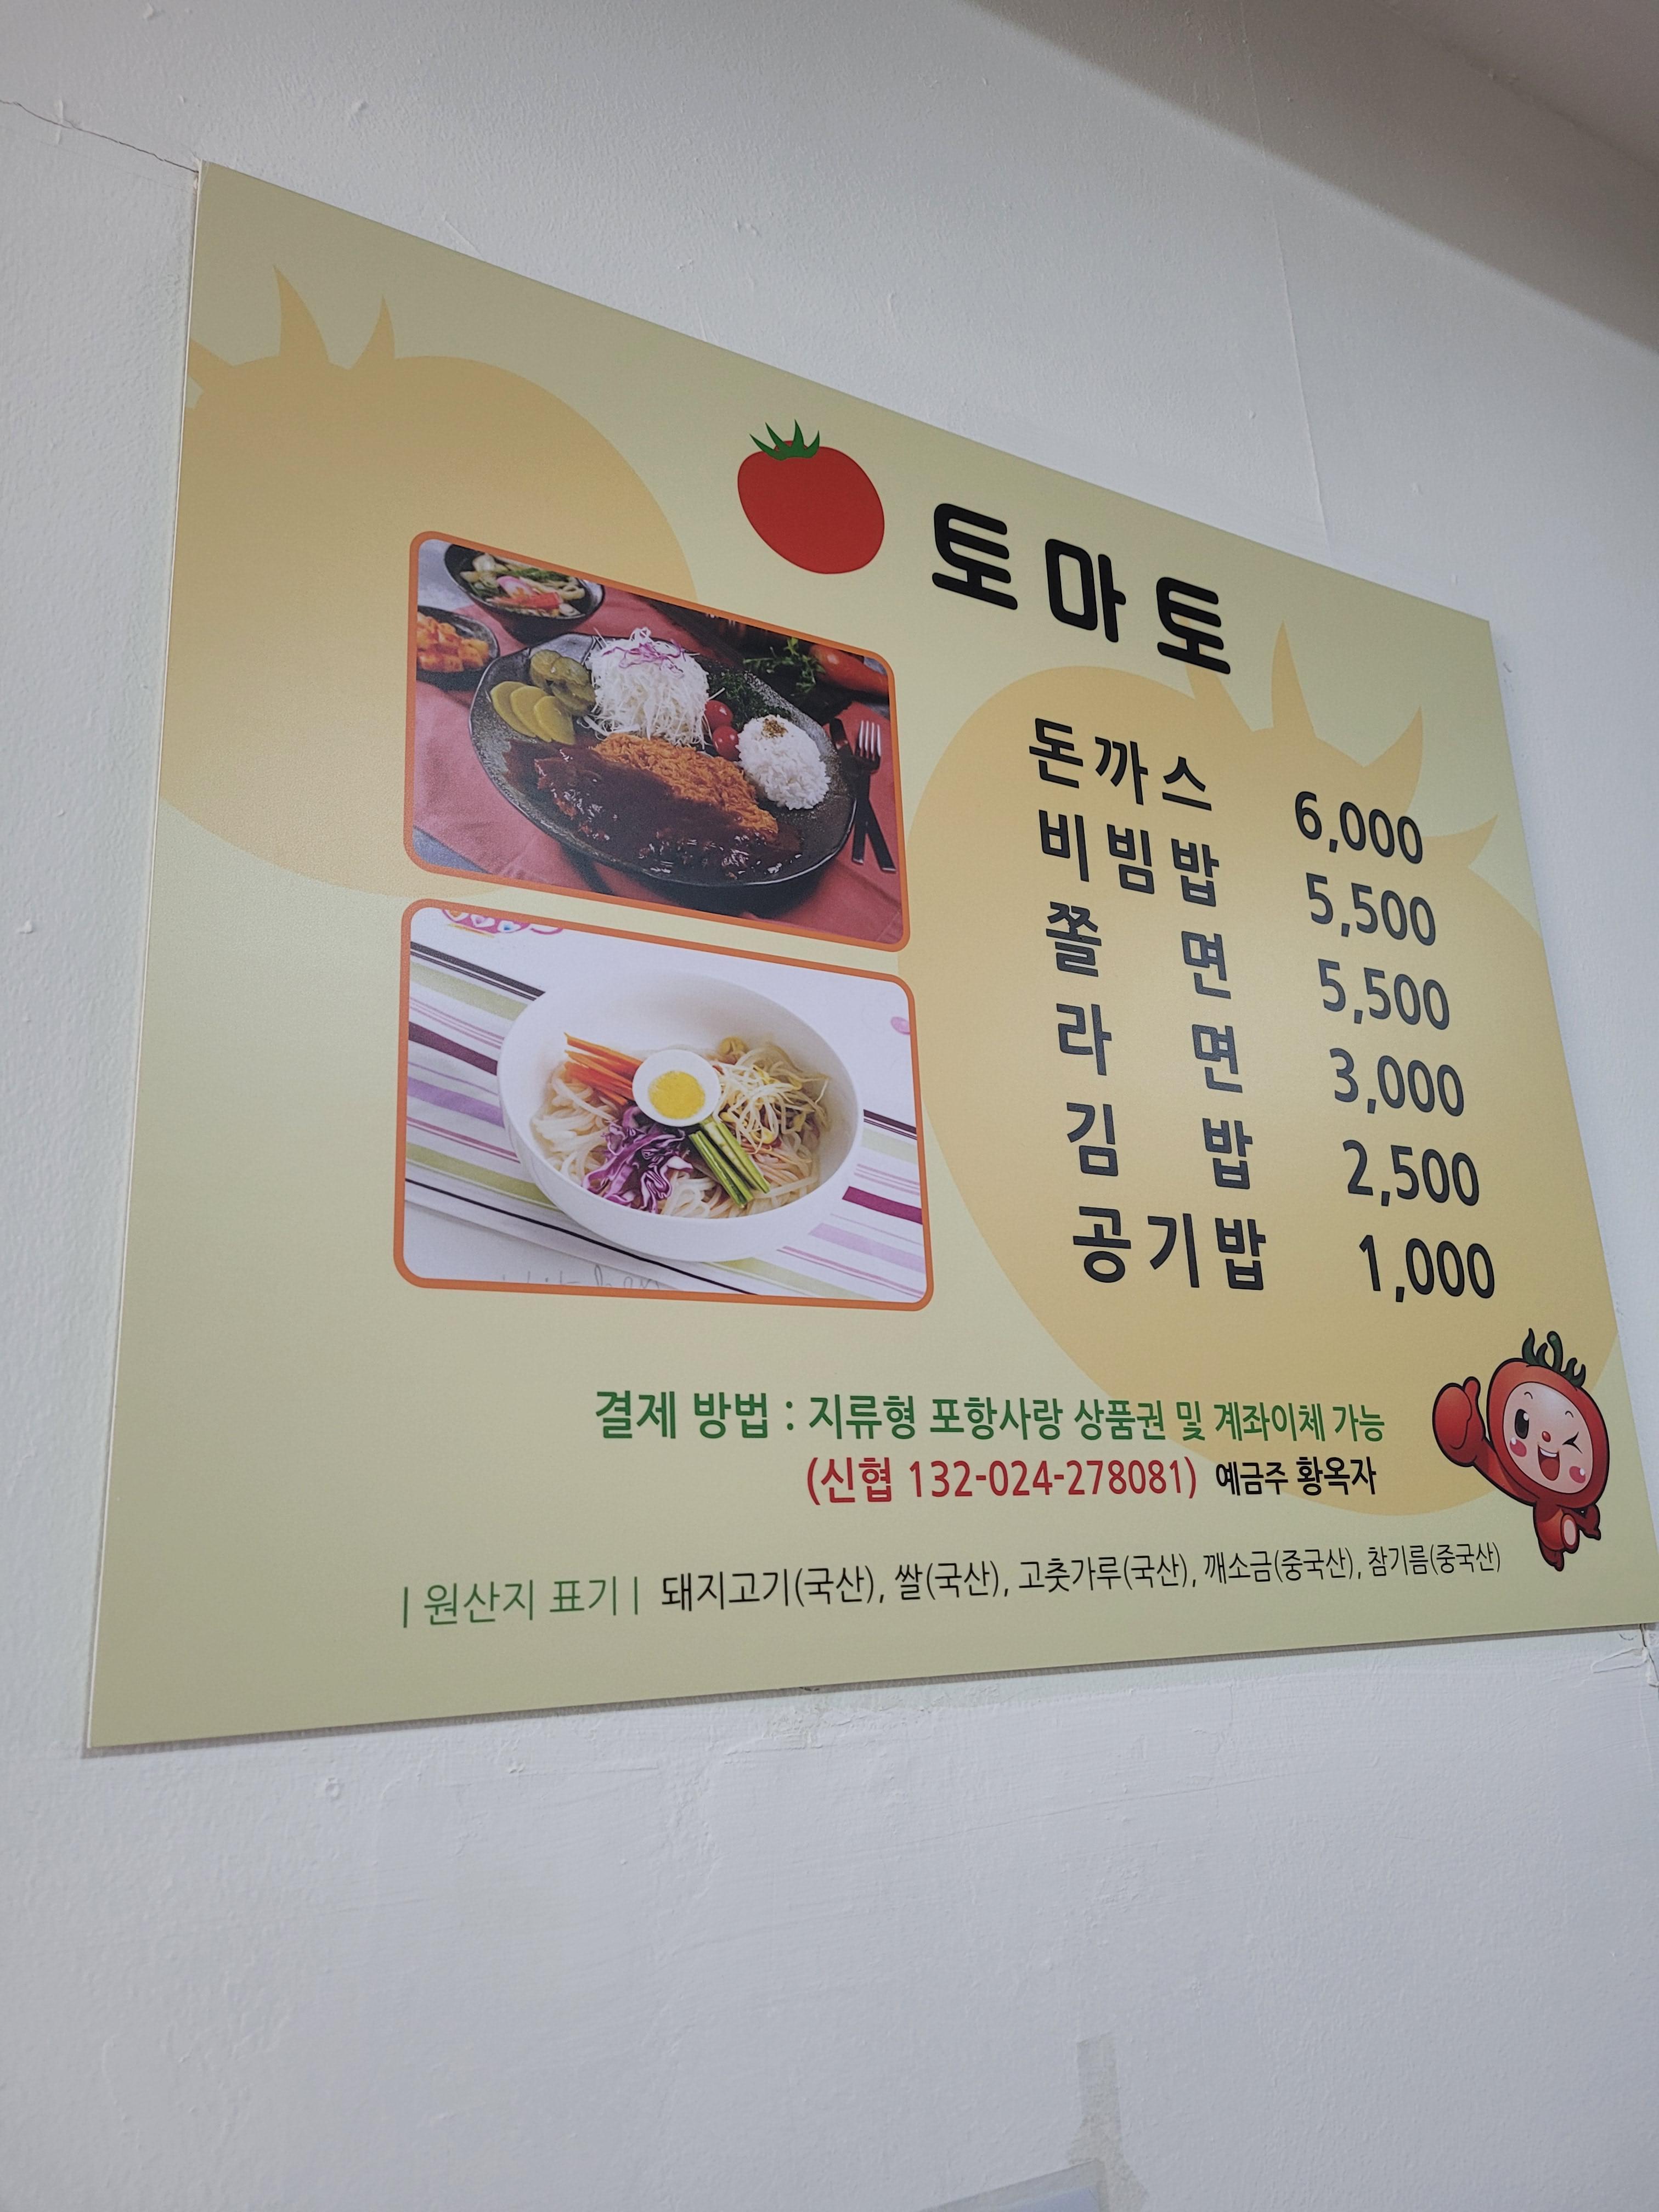 토마토
돈까스 6,000
비빔밥 5,500
쫄면 5,500
라면 3,000
김밥 2,500
공기밥 1,000
결제 방법 : 지류형 포항사랑 상품권 및 계좌이체 가능
(신협 132-024-278081) 예금주 황옥자
| 원산지 표기 | 돼지고기(국산), 쌀(국산), 고춧가루(국산), 깨소금(중국산), 참기름(중국산)